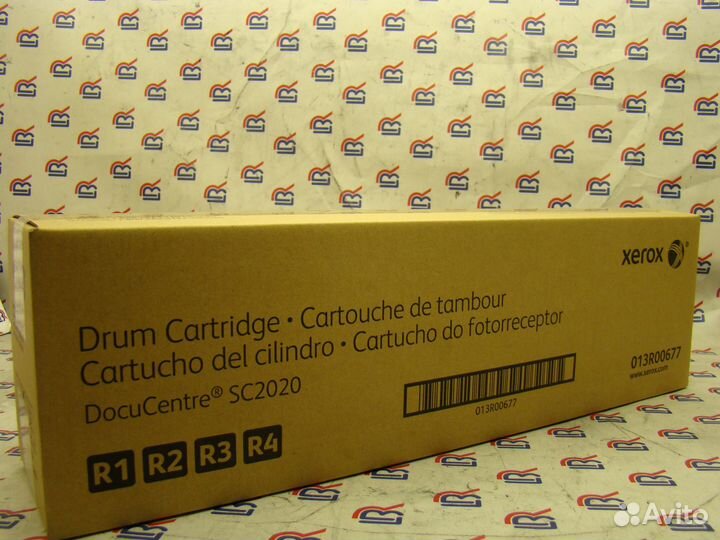 xerox
Drum Cartridge • Cartouche de tambour
Cartucho del cilindro • Cartucho do fotorreceptor
DocuCentre® SC2020
013R00677
www.xerox.com
013R00677
R1 R2 R3 R4
Avito